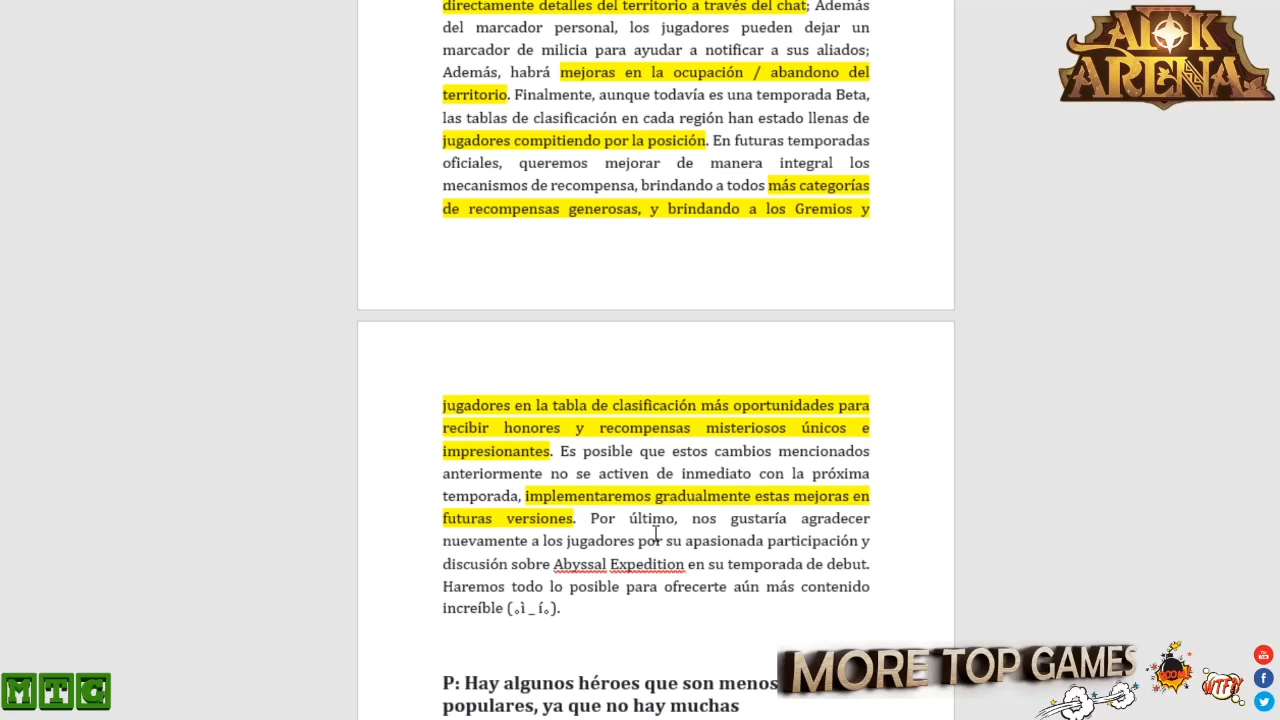 directamente detalles del territorio a través del chat; Además
del marcador personal, los jugadores pueden dejar un
marcador de milicia para ayudar a notificar a sus aliados;
Además, habrá mejoras en la ocupación / abandono del
territorio. Finalmente, aunque todavía es una temporada Beta,
las tablas de clasificación en cada región han estado llenas de
jugadores compitiendo por la posición. En futuras temporadas
oficiales, queremos mejorar de manera integral los
mecanismos de recompensa, brindando a todos más categorías
de recompensas generosas, y brindando a los Gremios y
jugadores en la tabla de clasificación más oportunidades para
recibir honores y recompensas misteriosos únicos e
impresionantes. Es posible que estos cambios mencionados
anteriormente no se activen de inmediato con la próxima
temporada, implementaremos gradualmente estas mejoras en
futuras versiones. Por último, nos gustaría agradecer
nuevamente a los jugadores por su apasionada participación y
discusión sobre Abyssal Expedition en su temporada de debut.
Haremos todo lo posible para ofrecerte aún más contenido
increíble (｡ì _ í｡).
P: Hay algunos héroes que son menos
populares, ya que no hay muchas
AFK
ARENA
MTG
MORE TOP GAMES
BOOM!
WTF?